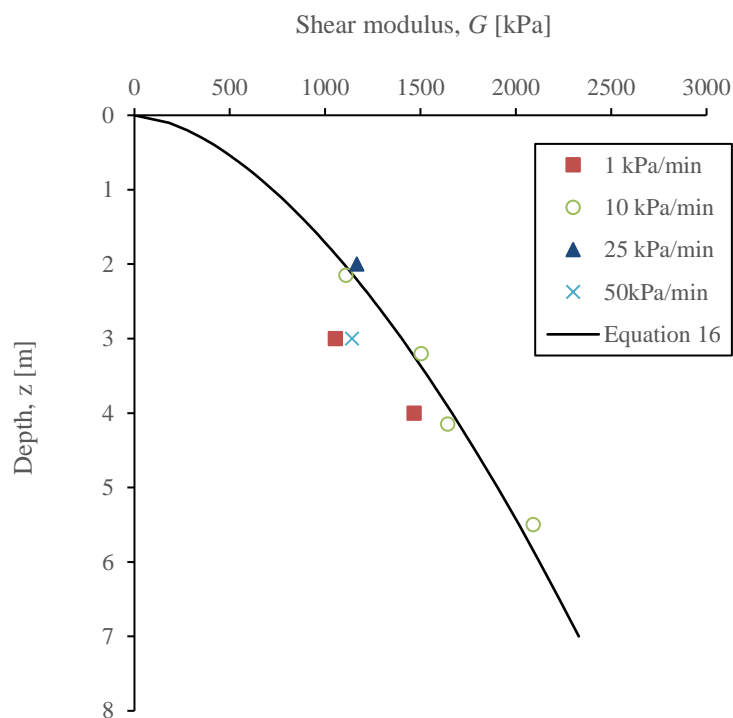 Shear modulus, G [kPa]
0 500 1000 1500 2000 2500 3000
0
1
2
3
4
5
6
7
8
Depth, z [m]
1 kPa/min
10 kPa/min
25 kPa/min
50kPa/min
Equation 16